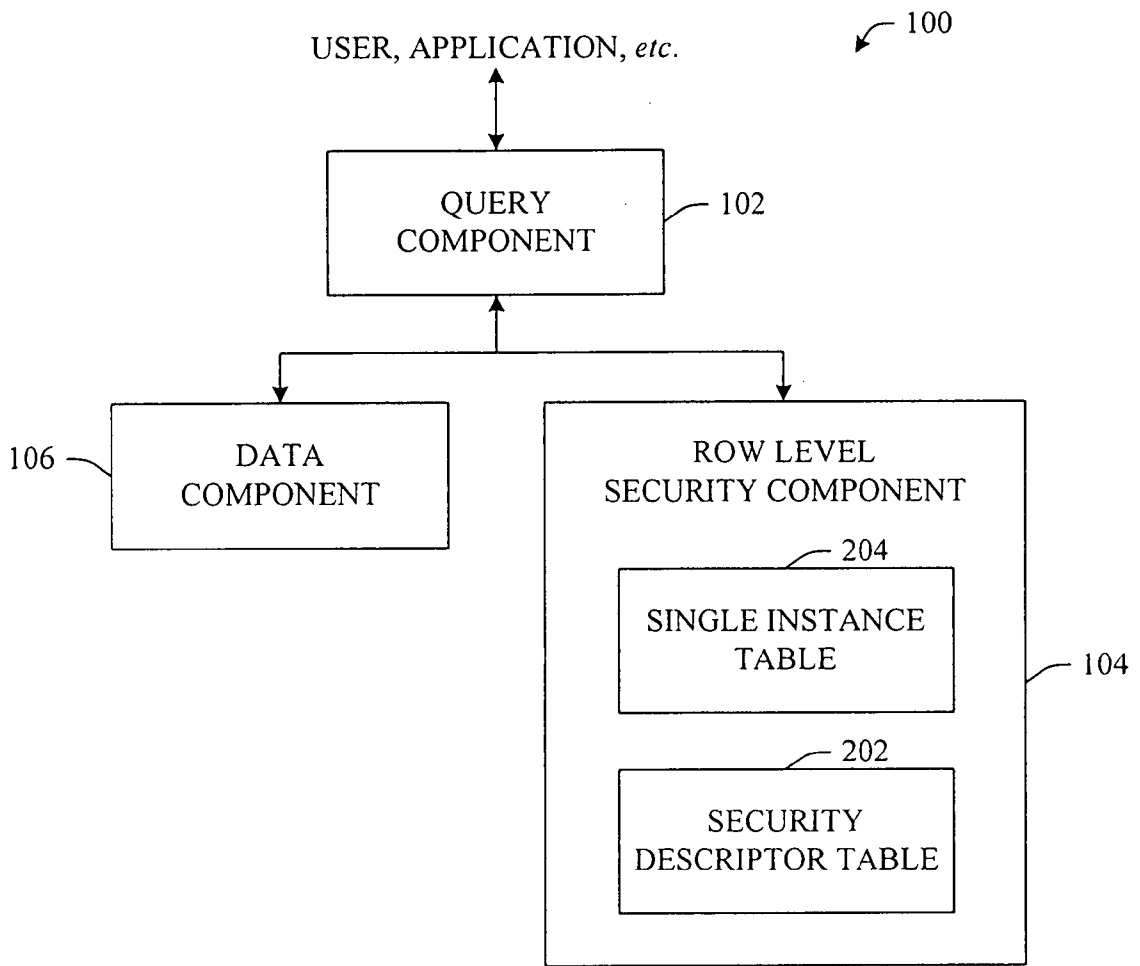 100
USER, APPLICATION, etc.
QUERY
COMPONENT
102
106
DATA
COMPONENT
ROW LEVEL
SECURITY COMPONENT
204
SINGLE INSTANCE
TABLE
104
202
SECURITY
DESCRIPTOR TABLE